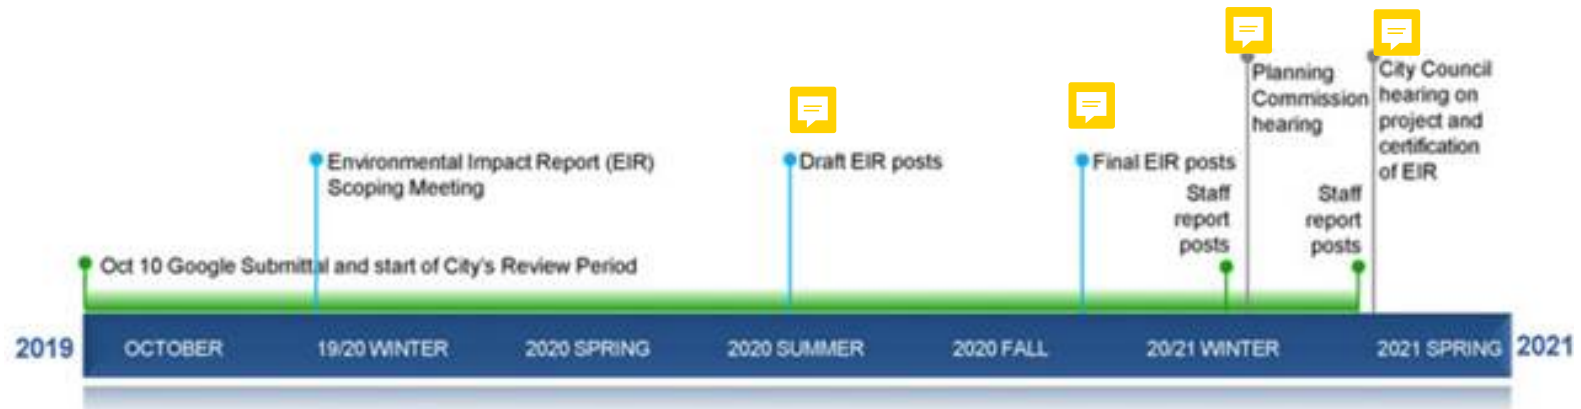 Planning
Commission
hearing
City Council
hearing on
project and
certification
of EIR
Environmental Impact Report (EIR)
Scoping Meeting
Draft EIR posts
Final EIR posts
Staff
report
posts
Staff
report
posts
Oct 10 Google Submittal and start of City's Review Period
2019 OCTOBER 19/20 WINTER 2020 SPRING 2020 SUMMER 2020 FALL 20/21 WINTER 2021 SPRING 2021